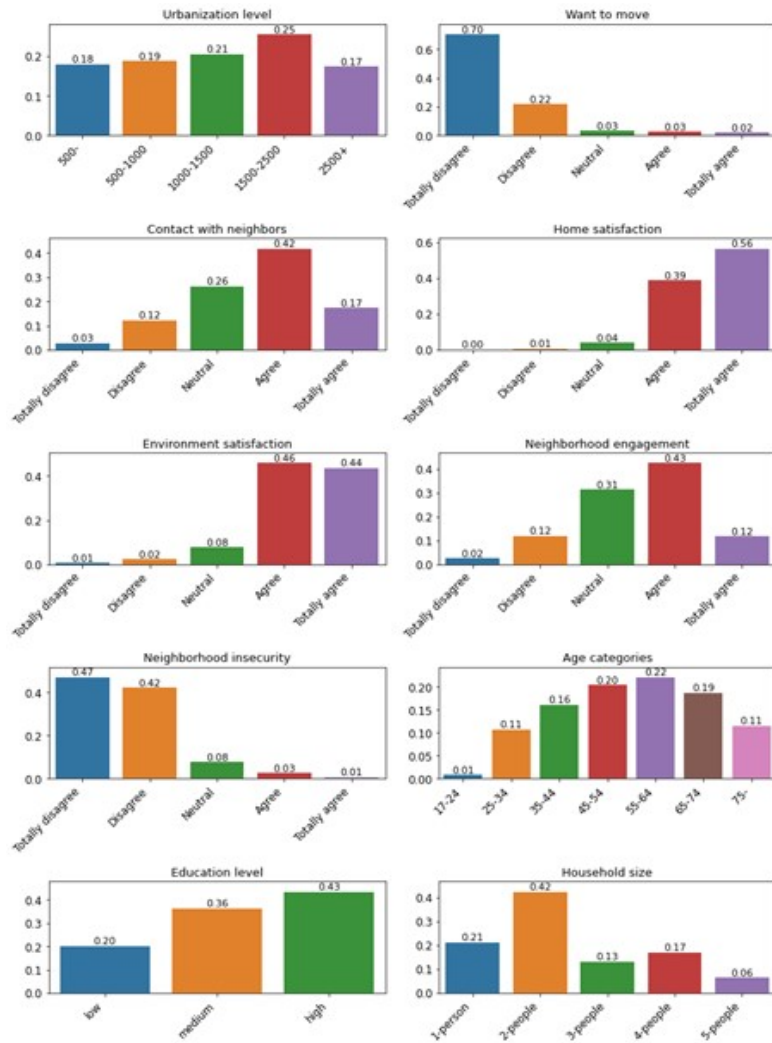 Urbanization level
0.2
0.1
0.0
0.18
0.19
0.21
0.25
0.17
500-
500-1000
1000-1500
1500-2500
2500+
Want to move
0.6
0.4
0.2
0.0
0.70
0.22
0.03
0.03
0.02
Totally disagree
Disagree
Neutral
Agree
Totally agree
Contact with neighbors
0.4
0.3
0.2
0.1
0.0
0.03
0.12
0.26
0.42
0.17
Totally disagree
Disagree
Neutral
Agree
Totally agree
Home satisfaction
0.6
0.4
0.2
0.0
0.00
0.01
0.04
0.39
0.56
Totally disagree
Disagree
Neutral
Agree
Totally agree
Environment satisfaction
0.4
0.2
0.0
0.01
0.02
0.08
0.46
0.44
Totally disagree
Disagree
Neutral
Agree
Totally agree
Neighborhood engagement
0.4
0.3
0.2
0.1
0.0
0.02
0.12
0.31
0.43
0.12
Totally disagree
Disagree
Neutral
Agree
Totally agree
Neighborhood insecurity
0.4
0.2
0.0
0.47
0.42
0.08
0.03
0.01
Totally disagree
Disagree
Neutral
Agree
Totally agree
Age categories
0.20
0.15
0.10
0.05
0.00
0.01
0.11
0.16
0.20
0.22
0.19
0.11
17-24
25-34
35-44
45-54
55-64
65-74
75-
Education level
0.4
0.3
0.2
0.1
0.0
0.20
0.36
0.43
low
medium
high
Household size
0.4
0.3
0.2
0.1
0.0
0.21
0.42
0.13
0.17
0.06
1-person
2-people
3-people
4-people
5-people